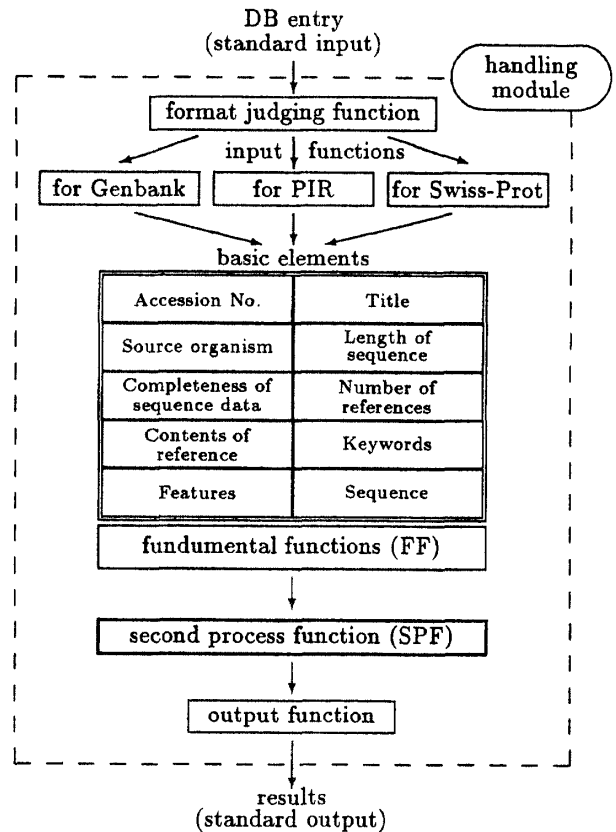 DB entry
(standard input)
handling
module
format judging function
input functions
for Genbank
for PIR
for Swiss-Prot
basic elements
Accession No.
Title
Source organism
Length of
sequence
Completeness of
sequence data
Number of
references
Contents of
reference
Keywords
Features
Sequence
fundumental functions (FF)
second process function (SPF)
output function
results
(standard output)